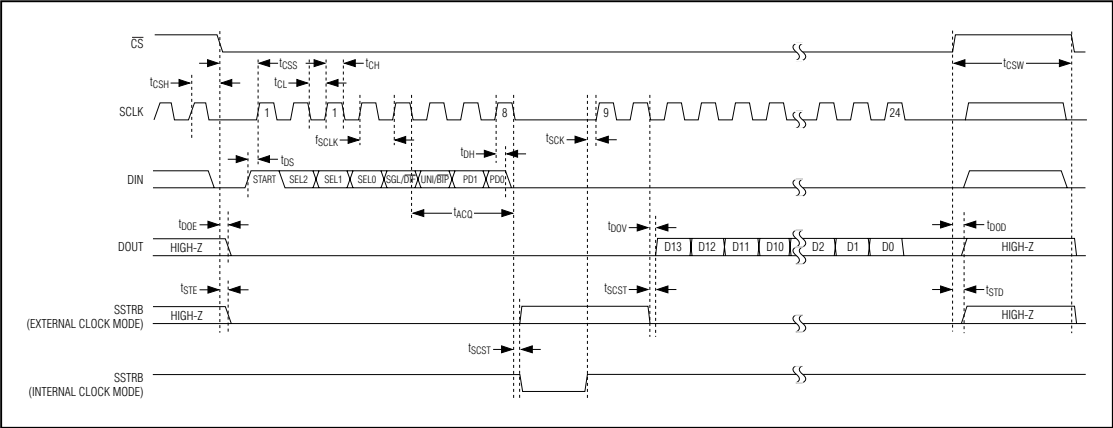 CS
tCSS
tCH
tCSH
tCL
tCSW
SCLK
1
1
8
9
24
fSCLK
tSCK
tDH
tDS
DIN
START
SEL2
SEL1
SEL0
SGL/DIF
UNI/BIP
PD1
PD0
tACQ
tDOE
tDOV
tDOD
DOUT
HIGH-Z
D13
D12
D11
D10
D2
D1
D0
HIGH-Z
tSTE
tSCST
tSTD
SSTRB
(EXTERNAL CLOCK MODE)
HIGH-Z
HIGH-Z
tSCST
SSTRB
(INTERNAL CLOCK MODE)